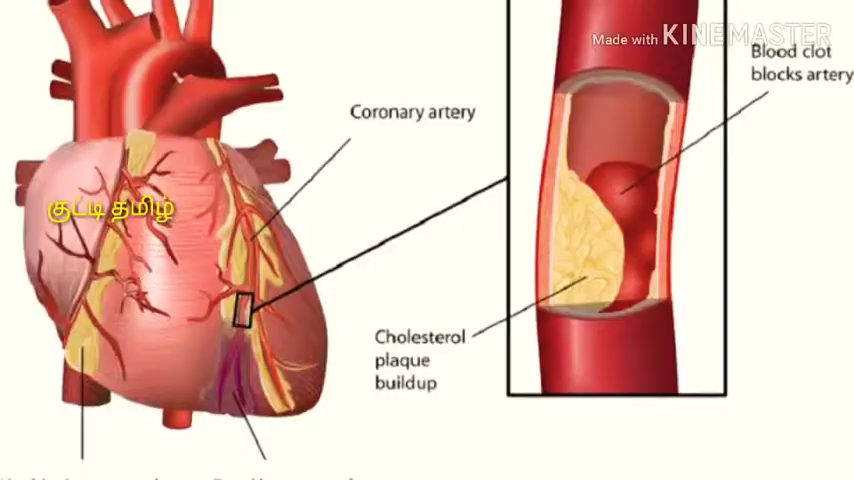 Made with KINEMASTER
Blood clot
blocks artery
Coronary artery
குட்டி தமிழ்
Cholesterol
plaque
buildup